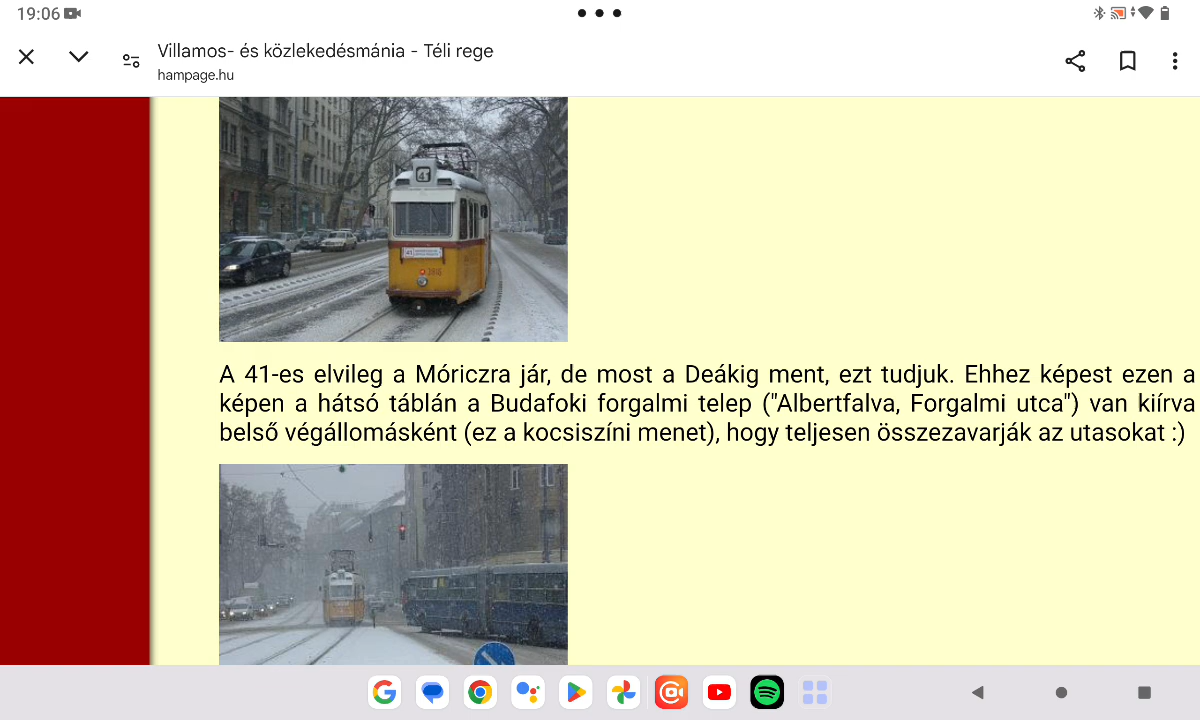 19:06
Villamos- és közlekedésmánia - Téli rege
hampage.hu
41
41
A 41-es elvileg a Móriczra jár, de most a Deákig ment, ezt tudjuk. Ehhez képest ezen a
képen a hátsó táblán a Budafoki forgalmi telep ("Albertfalva, Forgalmi utca") van kiírva
belső végállomásként (ez a kocsiszíni menet), hogy teljesen összezavarják az utasokat :)